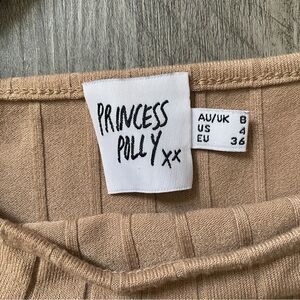 PRINCESS
POLLY xx
AU/UK 8
US 4
EU 36